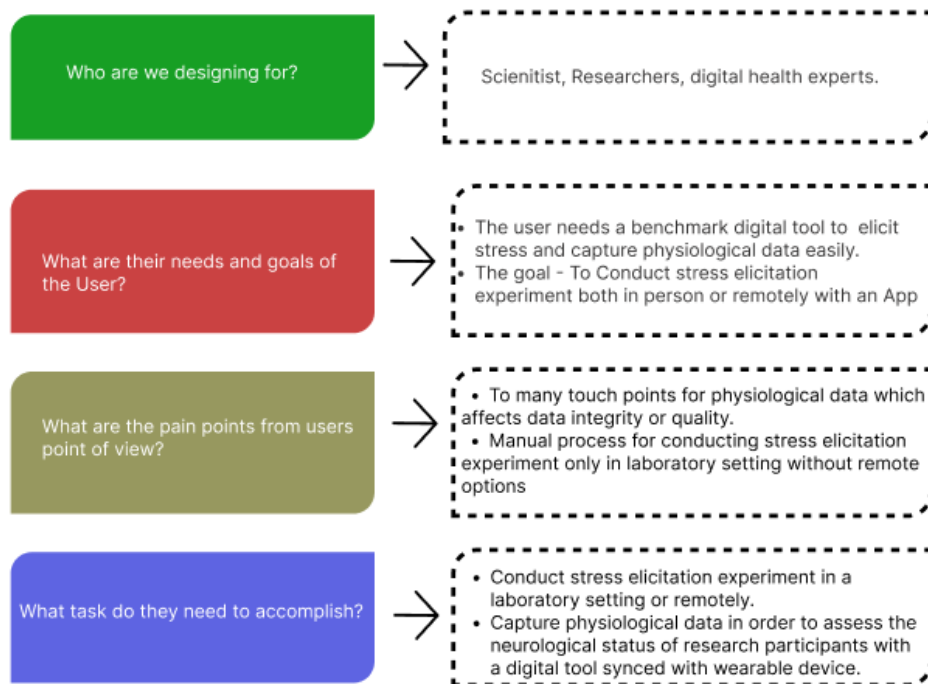 Who are we designing for?
Scienitist, Researchers, digital health experts.
What are their needs and goals of
the User?
• The user needs a benchmark digital tool to elicit
stress and capture physiological data easily.
• The goal - To Conduct stress elicitation
experiment both in person or remotely with an App
What are the pain points from users
point of view?
• To many touch points for physiological data which
affects data integrity or quality.
• Manual process for conducting stress elicitation
experiment only in laboratory setting without remote
options
What task do they need to accomplish?
• Conduct stress elicitation experiment in a
laboratory setting or remotely.
• Capture physiological data in order to assess the
neurological status of research participants with
a digital tool synced with wearable device.